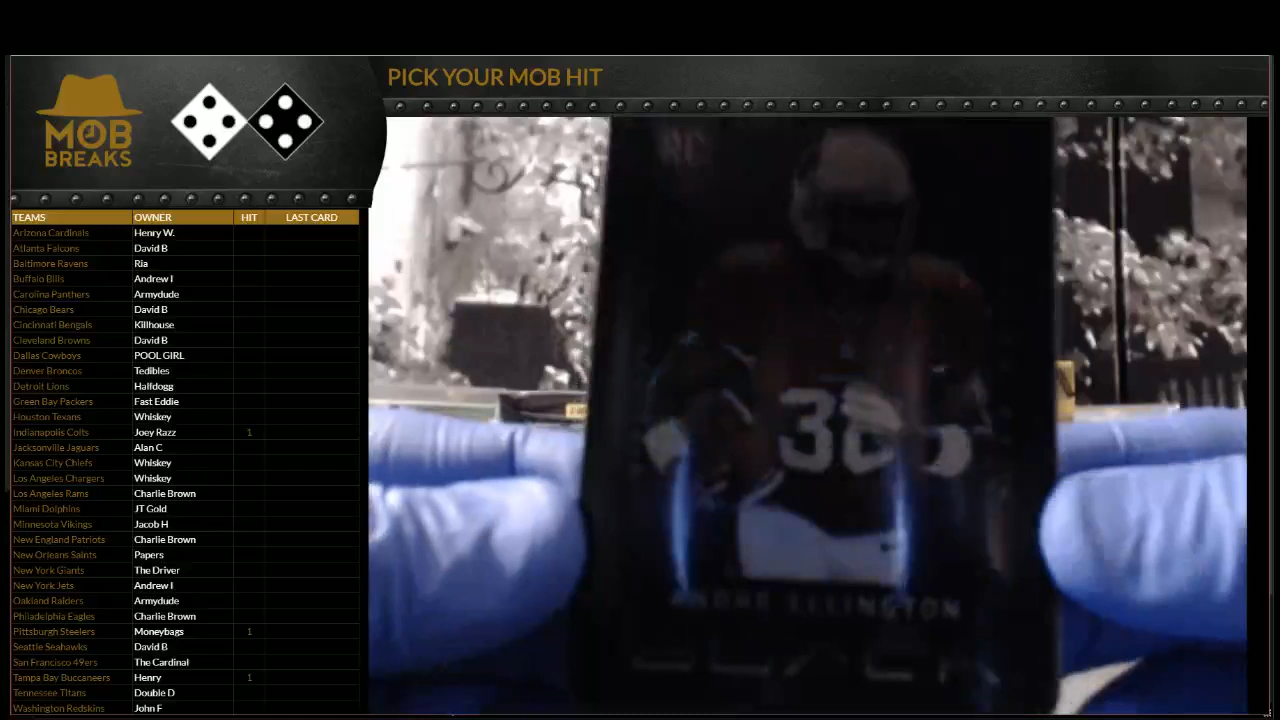 PICK YOUR MOB HIT
MOB
BREAKS
TEAMS OWNER HIT LAST CARD
Arizona Cardinals Henry W.
Atlanta Falcons David B
Baltimore Ravens Ria
Buffalo Bills Andrew I
Carolina Panthers Armydude
Chicago Bears David B
Cincinnati Bengals Killhouse
Cleveland Browns David B
Dallas Cowboys POOL GIRL
Denver Broncos Tedibles
Detroit Lions Halfdogg
Green Bay Packers Fast Eddie
Houston Texans Whiskey
Indianapolis Colts Joey Razz 1
Jacksonville Jaguars Alan C
Kansas City Chiefs Whiskey
Los Angeles Chargers Whiskey
Los Angeles Rams Charlie Brown
Miami Dolphins JT Gold
Minnesota Vikings Jacob H
New England Patriots Charlie Brown
New Orleans Saints Papers
New York Giants The Driver
New York Jets Andrew I
Oakland Raiders Armydude
Philadelphia Eagles Charlie Brown
Pittsburgh Steelers Moneybags 1
Seattle Seahawks David B
San Francisco 49ers The Cardinal
Tampa Bay Buccaneers Henry 1
Tennessee Titans Double D
Washington Redskins John F
RC
38
ANDRE ELLINGTON
BLACK